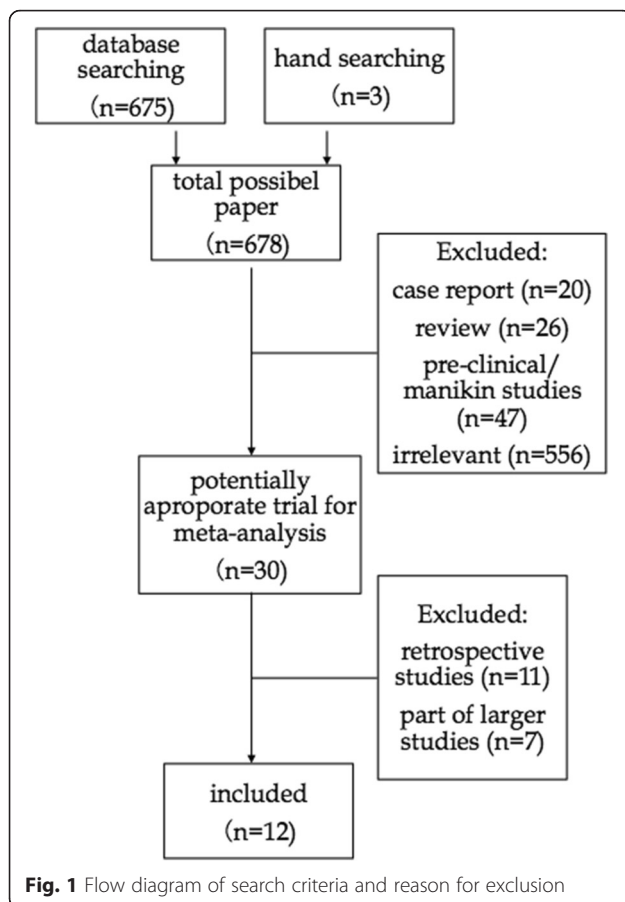 database
searching
(n=675)
hand searching
(n=3)
total possibel
paper
(n=678)
Excluded:
case report (n=20)
review (n=26)
pre-clinical/
manikin studies
(n=47)
irrelevant (n=556)
potentially
aproporate trial for
meta-analysis
(n=30)
Excluded:
retrospective
studies (n=11)
part of larger
studies (n=7)
included
(n=12)
Fig. 1 Flow diagram of search criteria and reason for exclusion